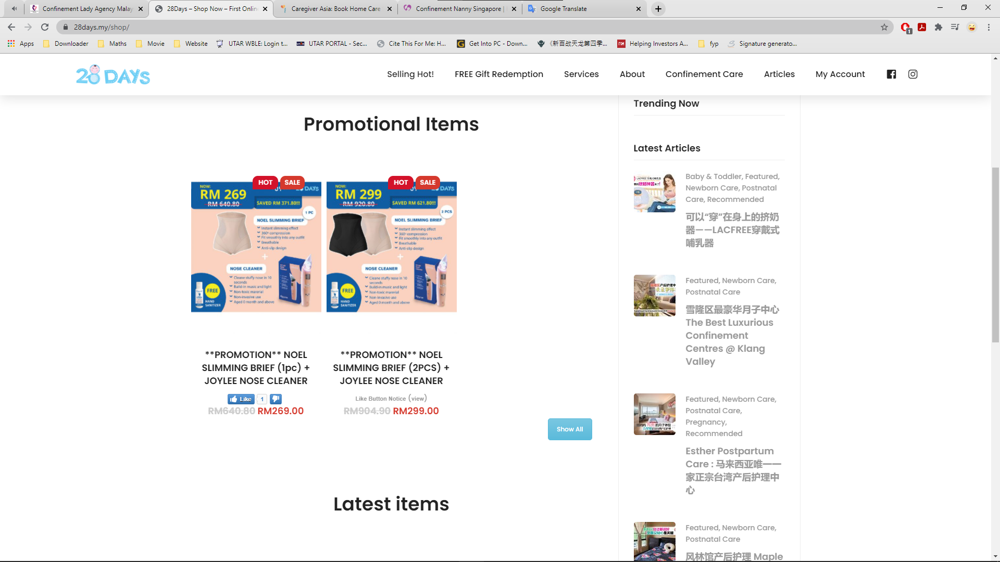 Confinement Lady Agency Malay
28Days – Shop Now – First Onlin
Caregiver Asia: Book Home Care
Confinement Nanny Singapore |
Google Translate
28days.my/shop/
1
Apps
Downloader
Maths
Movie
Website
UTAR WBLE: Login t...
UTAR PORTAL - Sec...
Cite This For Me: H...
Get Into PC - Down...
《新百战天龙第四季...
Helping Investors A...
fyp
Signature generato...
28 DAYs
Selling Hot!
FREE Gift Redemption
Services
About
Confinement Care
Articles
My Account
Promotional Items
HOT
SALE
NOW:
RM 269
RM 640.80
DAYS
SAVED RM 371.80!!!
1 PC
NOEL SLIMMING BRIEF
Instant slimming effect
360° compression
Fit smoothly into any outfit
Breathable
Anti-slip design
+
NOSE CLEANER
Cleans stuffy nose in 10
seconds
Build-in music and light
Non-toxic marerial
Non-invasive use
Aged 0 month and above
FREE
HAND
SANITIZER
HOT
SALE
NOW:
RM 299
RM 920.80
DAYS
SAVED RM 621.80!!!
2 PCS
NOEL SLIMMING BRIEF
Instant slimming effect
360° compression
Fit smoothly into any outfit
Breathable
Anti-slip design
+
NOSE CLEANER
Cleans stuffy nose in 10
seconds
Build-in music and light
Non-toxic marerial
Non-invasive use
Aged 0 month and above
FREE
HAND
SANITIZER
**PROMOTION** NOEL
SLIMMING BRIEF (1pc) +
JOYLEE NOSE CLEANER
Like
1
RM640.80 RM269.00
**PROMOTION** NOEL
SLIMMING BRIEF (2PCS) +
JOYLEE NOSE CLEANER
Like Button Notice (view)
RM904.90 RM299.00
Show All
Latest items
Trending Now
Latest Articles
Baby & Toddler, Featured,
Newborn Care, Postnatal
Care, Recommended
可以“穿”在身上的挤奶
器——LACFREE穿戴式
哺乳器
Featured, Newborn Care,
Postnatal Care
雪隆区最豪华月子中心
The Best Luxurious
Confinement
Centres @ Klang
Valley
Featured, Newborn Care,
Postnatal Care,
Pregnancy,
Recommended
Esther Postpartum
Care : 马来西亚唯一一
家正宗台湾产后护理中
心
Featured, Newborn Care,
Postnatal Care
风林馆产后护理 Maple